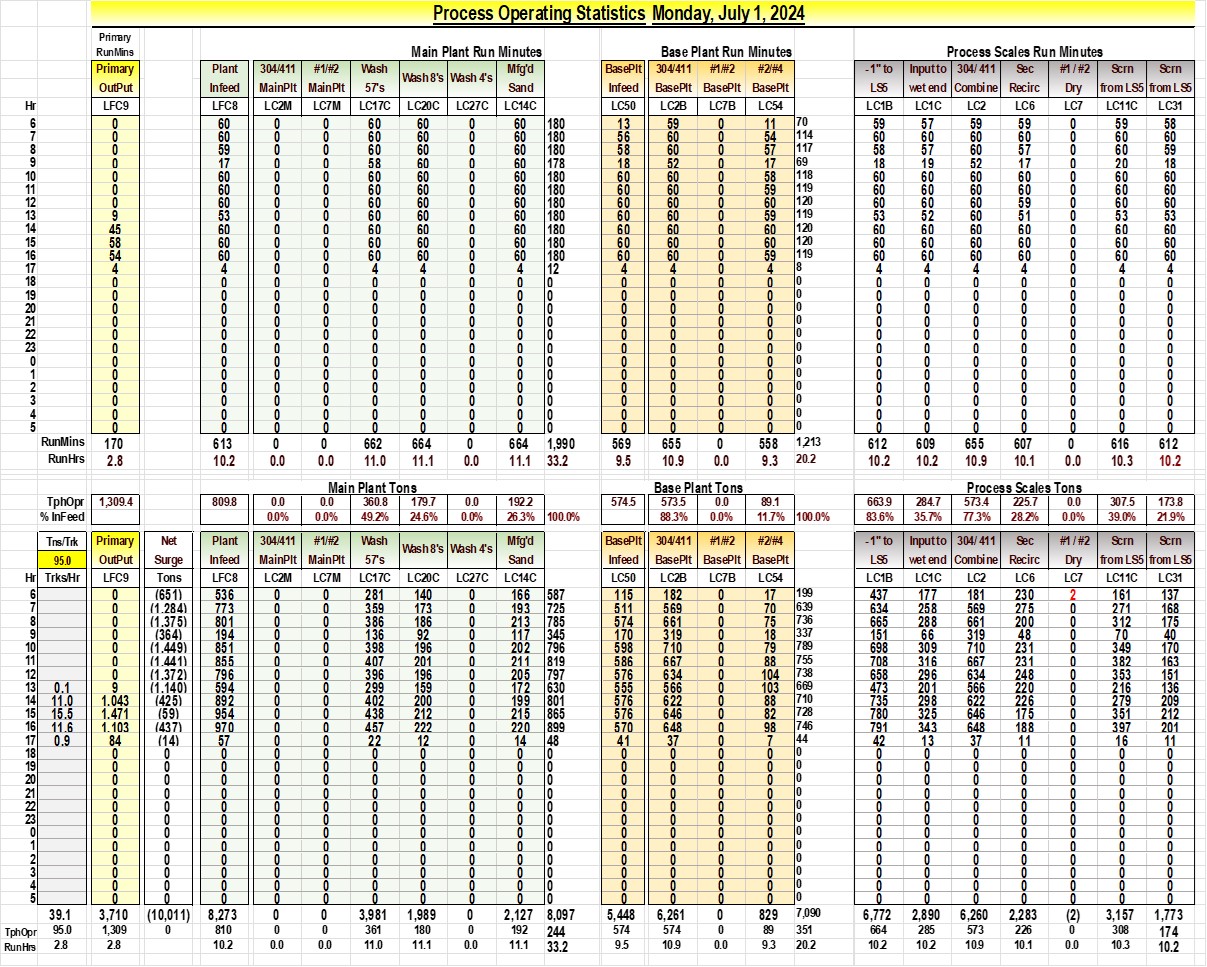 Process Operating Statistics Monday, July 1, 2024
Primary
RunMins Main Plant Run Minutes Base Plant Run Minutes Process Scales Run Minutes
Primary Plant 304/411 #1/#2 Wash Wash 8's Wash 4's Mfg'd BasePlt 304/411 #1/#2 #2/#4 -1" to Input to 304/ 411 Sec #1 / #2 Scrn Scrn
OutPut Infeed MainPlt MainPlt 57's Sand Infeed BasePlt BasePlt BasePlt LS5 wet end Combine Recirc Dry from LS5 from LS5
Hr LFC9 LFC8 LC2M LC7M LC17C LC20C LC27C LC14C LC50 LC2B LC7B LC54 LC1B LC1C LC2 LC6 LC7 LC11C LC31
6 0 60 0 0 60 60 0 60 180 13 59 0 11 70 59 57 59 59 0 59 58
7 0 60 0 0 60 60 0 60 180 56 60 0 54 114 60 60 60 60 0 60 60
8 0 59 0 0 60 60 0 60 180 58 60 0 57 117 58 57 60 57 0 60 59
9 0 17 0 0 58 60 0 60 178 18 52 0 17 69 18 19 52 17 0 20 18
10 0 60 0 0 60 60 0 60 180 60 60 0 58 118 60 60 60 60 0 60 60
11 0 60 0 0 60 60 0 60 180 60 60 0 59 119 60 60 60 60 0 60 60
12 0 60 0 0 60 60 0 60 180 60 60 0 60 120 60 60 60 59 0 60 60
13 9 53 0 0 60 60 0 60 180 60 60 0 59 119 53 52 60 51 0 53 53
14 45 60 0 0 60 60 0 60 180 60 60 0 60 120 60 60 60 60 0 60 60
15 58 60 0 0 60 60 0 60 180 60 60 0 60 120 60 60 60 60 0 60 60
16 54 60 0 0 60 60 0 60 180 60 60 0 59 119 60 60 60 60 0 60 60
17 4 4 0 0 4 4 0 4 12 4 4 0 4 8 4 4 4 4 0 4 4
18 0 0 0 0 0 0 0 0 0 0 0 0 0 0 0 0 0 0 0 0 0
19 0 0 0 0 0 0 0 0 0 0 0 0 0 0 0 0 0 0 0 0 0
20 0 0 0 0 0 0 0 0 0 0 0 0 0 0 0 0 0 0 0 0 0
21 0 0 0 0 0 0 0 0 0 0 0 0 0 0 0 0 0 0 0 0 0
22 0 0 0 0 0 0 0 0 0 0 0 0 0 0 0 0 0 0 0 0 0
23 0 0 0 0 0 0 0 0 0 0 0 0 0 0 0 0 0 0 0 0 0
0 0 0 0 0 0 0 0 0 0 0 0 0 0 0 0 0 0 0 0 0 0
1 0 0 0 0 0 0 0 0 0 0 0 0 0 0 0 0 0 0 0 0 0
2 0 0 0 0 0 0 0 0 0 0 0 0 0 0 0 0 0 0 0 0 0
3 0 0 0 0 0 0 0 0 0 0 0 0 0 0 0 0 0 0 0 0 0
4 0 0 0 0 0 0 0 0 0 0 0 0 0 0 0 0 0 0 0 0 0
5 0 0 0 0 0 0 0 0 0 0 0 0 0 0 0 0 0 0 0 0 0
RunMins 170 613 0 0 662 664 0 664 1,990 569 655 0 558 1,213 612 609 655 607 0 616 612
RunHrs 2.8 10.2 0.0 0.0 11.0 11.1 0.0 11.1 33.2 9.5 10.9 0.0 9.3 20.2 10.2 10.2 10.9 10.1 0.0 10.3 10.2
Main Plant Tons Base Plant Tons Process Scales Tons
TphOpr 1,309.4 809.8 0.0 0.0 360.8 179.7 0.0 192.2 574.5 573.5 0.0 89.1 663.9 284.7 573.4 225.7 0.0 307.5 173.8
% InFeed 0.0% 0.0% 49.2% 24.6% 0.0% 26.3% 100.0% 88.3% 0.0% 11.7% 100.0% 83.6% 35.7% 77.3% 28.2% 0.0% 39.0% 21.9%
Tns/Trk Primary Net Plant 304/411 #1/#2 Wash Wash 8's Wash 4's Mfg'd BasePlt 304/411 #1/#2 #2/#4 -1" to Input to 304/ 411 Sec #1 / #2 Scrn Scrn
95.0 OutPut Surge Infeed MainPlt MainPlt 57's Sand Infeed BasePlt BasePlt BasePlt LS5 wet end Combine Recirc Dry from LS5 from LS5
Hr Trks/Hr LFC9 Tons LFC8 LC2M LC7M LC17C LC20C LC27C LC14C LC50 LC2B LC7B LC54 LC1B LC1C LC2 LC6 LC7 LC11C LC31
6 0 (651) 536 0 0 281 140 0 166 587 115 182 0 17 199 437 177 181 230 2 161 137
7 0 (1.284) 773 0 0 359 173 0 193 725 511 569 0 70 639 634 258 569 275 0 271 168
8 0 (1.375) 801 0 0 386 186 0 213 785 574 661 0 75 736 665 288 661 200 0 312 175
9 0 (364) 194 0 0 136 92 0 117 345 170 319 0 18 337 151 66 319 48 0 70 40
10 0 (1.449) 851 0 0 398 196 0 202 796 598 710 0 79 789 698 309 710 231 0 349 170
11 0 (1.441) 855 0 0 407 201 0 211 819 586 667 0 88 755 708 316 667 231 0 382 163
12 0 (1.372) 796 0 0 396 196 0 205 797 576 634 0 104 738 658 296 634 248 0 353 151
13 0.1 9 (1.140) 594 0 0 299 159 0 172 630 555 566 0 103 669 473 201 566 220 0 216 136
14 11.0 1.043 (425) 892 0 0 402 200 0 199 801 576 622 0 88 710 735 298 622 226 0 279 209
15 15.5 1.471 (59) 954 0 0 438 212 0 215 865 576 646 0 82 728 780 325 646 175 0 351 212
16 11.6 1.103 (437) 970 0 0 457 222 0 220 899 570 648 0 98 746 791 343 648 188 0 397 201
17 0.9 84 (14) 57 0 0 22 12 0 14 48 41 37 0 7 44 42 13 37 11 0 16 11
18 0 0 0 0 0 0 0 0 0 0 0 0 0 0 0 0 0 0 0 0 0 0
19 0 0 0 0 0 0 0 0 0 0 0 0 0 0 0 0 0 0 0 0 0 0
20 0 0 0 0 0 0 0 0 0 0 0 0 0 0 0 0 0 0 0 0 0 0
21 0 0 0 0 0 0 0 0 0 0 0 0 0 0 0 0 0 0 0 0 0 0
22 0 0 0 0 0 0 0 0 0 0 0 0 0 0 0 0 0 0 0 0 0 0
23 0 0 0 0 0 0 0 0 0 0 0 0 0 0 0 0 0 0 0 0 0 0
0 0 0 0 0 0 0 0 0 0 0 0 0 0 0 0 0 0 0 0 0 0 0
1 0 0 0 0 0 0 0 0 0 0 0 0 0 0 0 0 0 0 0 0 0 0
2 0 0 0 0 0 0 0 0 0 0 0 0 0 0 0 0 0 0 0 0 0 0
3 0 0 0 0 0 0 0 0 0 0 0 0 0 0 0 0 0 0 0 0 0 0
4 0 0 0 0 0 0 0 0 0 0 0 0 0 0 0 0 0 0 0 0 0 0
5 0 0 0 0 0 0 0 0 0 0 0 0 0 0 0 0 0 0 0 0 0 0
39.1 3,710 (10,011) 8,273 0 0 3,981 1,989 0 2,127 8,097 5,448 6,261 0 829 7,090 6,772 2,890 6,260 2,283 (2) 3,157 1,773
TphOpr 95.0 1,309 0 810 0 0 361 180 0 192 244 574 574 0 89 351 664 285 573 226 0 308 174
RunHrs 2.8 2.8 10.2 0.0 0.0 11.0 11.1 0.0 11.1 33.2 9.5 10.9 0.0 9.3 20.2 10.2 10.2 10.9 10.1 0.0 10.3 10.2